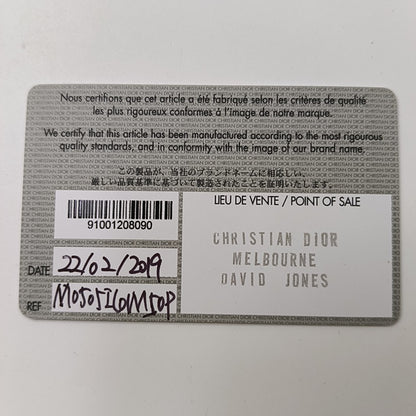 Nous certifions que cet article a été fabriqué selon les critères de qualité
les plus rigoureux conformes à l'image de notre marque.
We certify that this article has been manufactured according to the most rigourous
quality standards, and in conformity with the image of our brand name.
この製品が、当社のブランドネームに相応しい、
厳しい品質基準に基づいて製造されたことを証明いたします。
91001208090
LIEU DE VENTE / POINT OF SALE
CHRISTIAN DIOR
MELBOURNE
DAVID JONES
DATE 22/02/2019
REF M0505IGIM50P